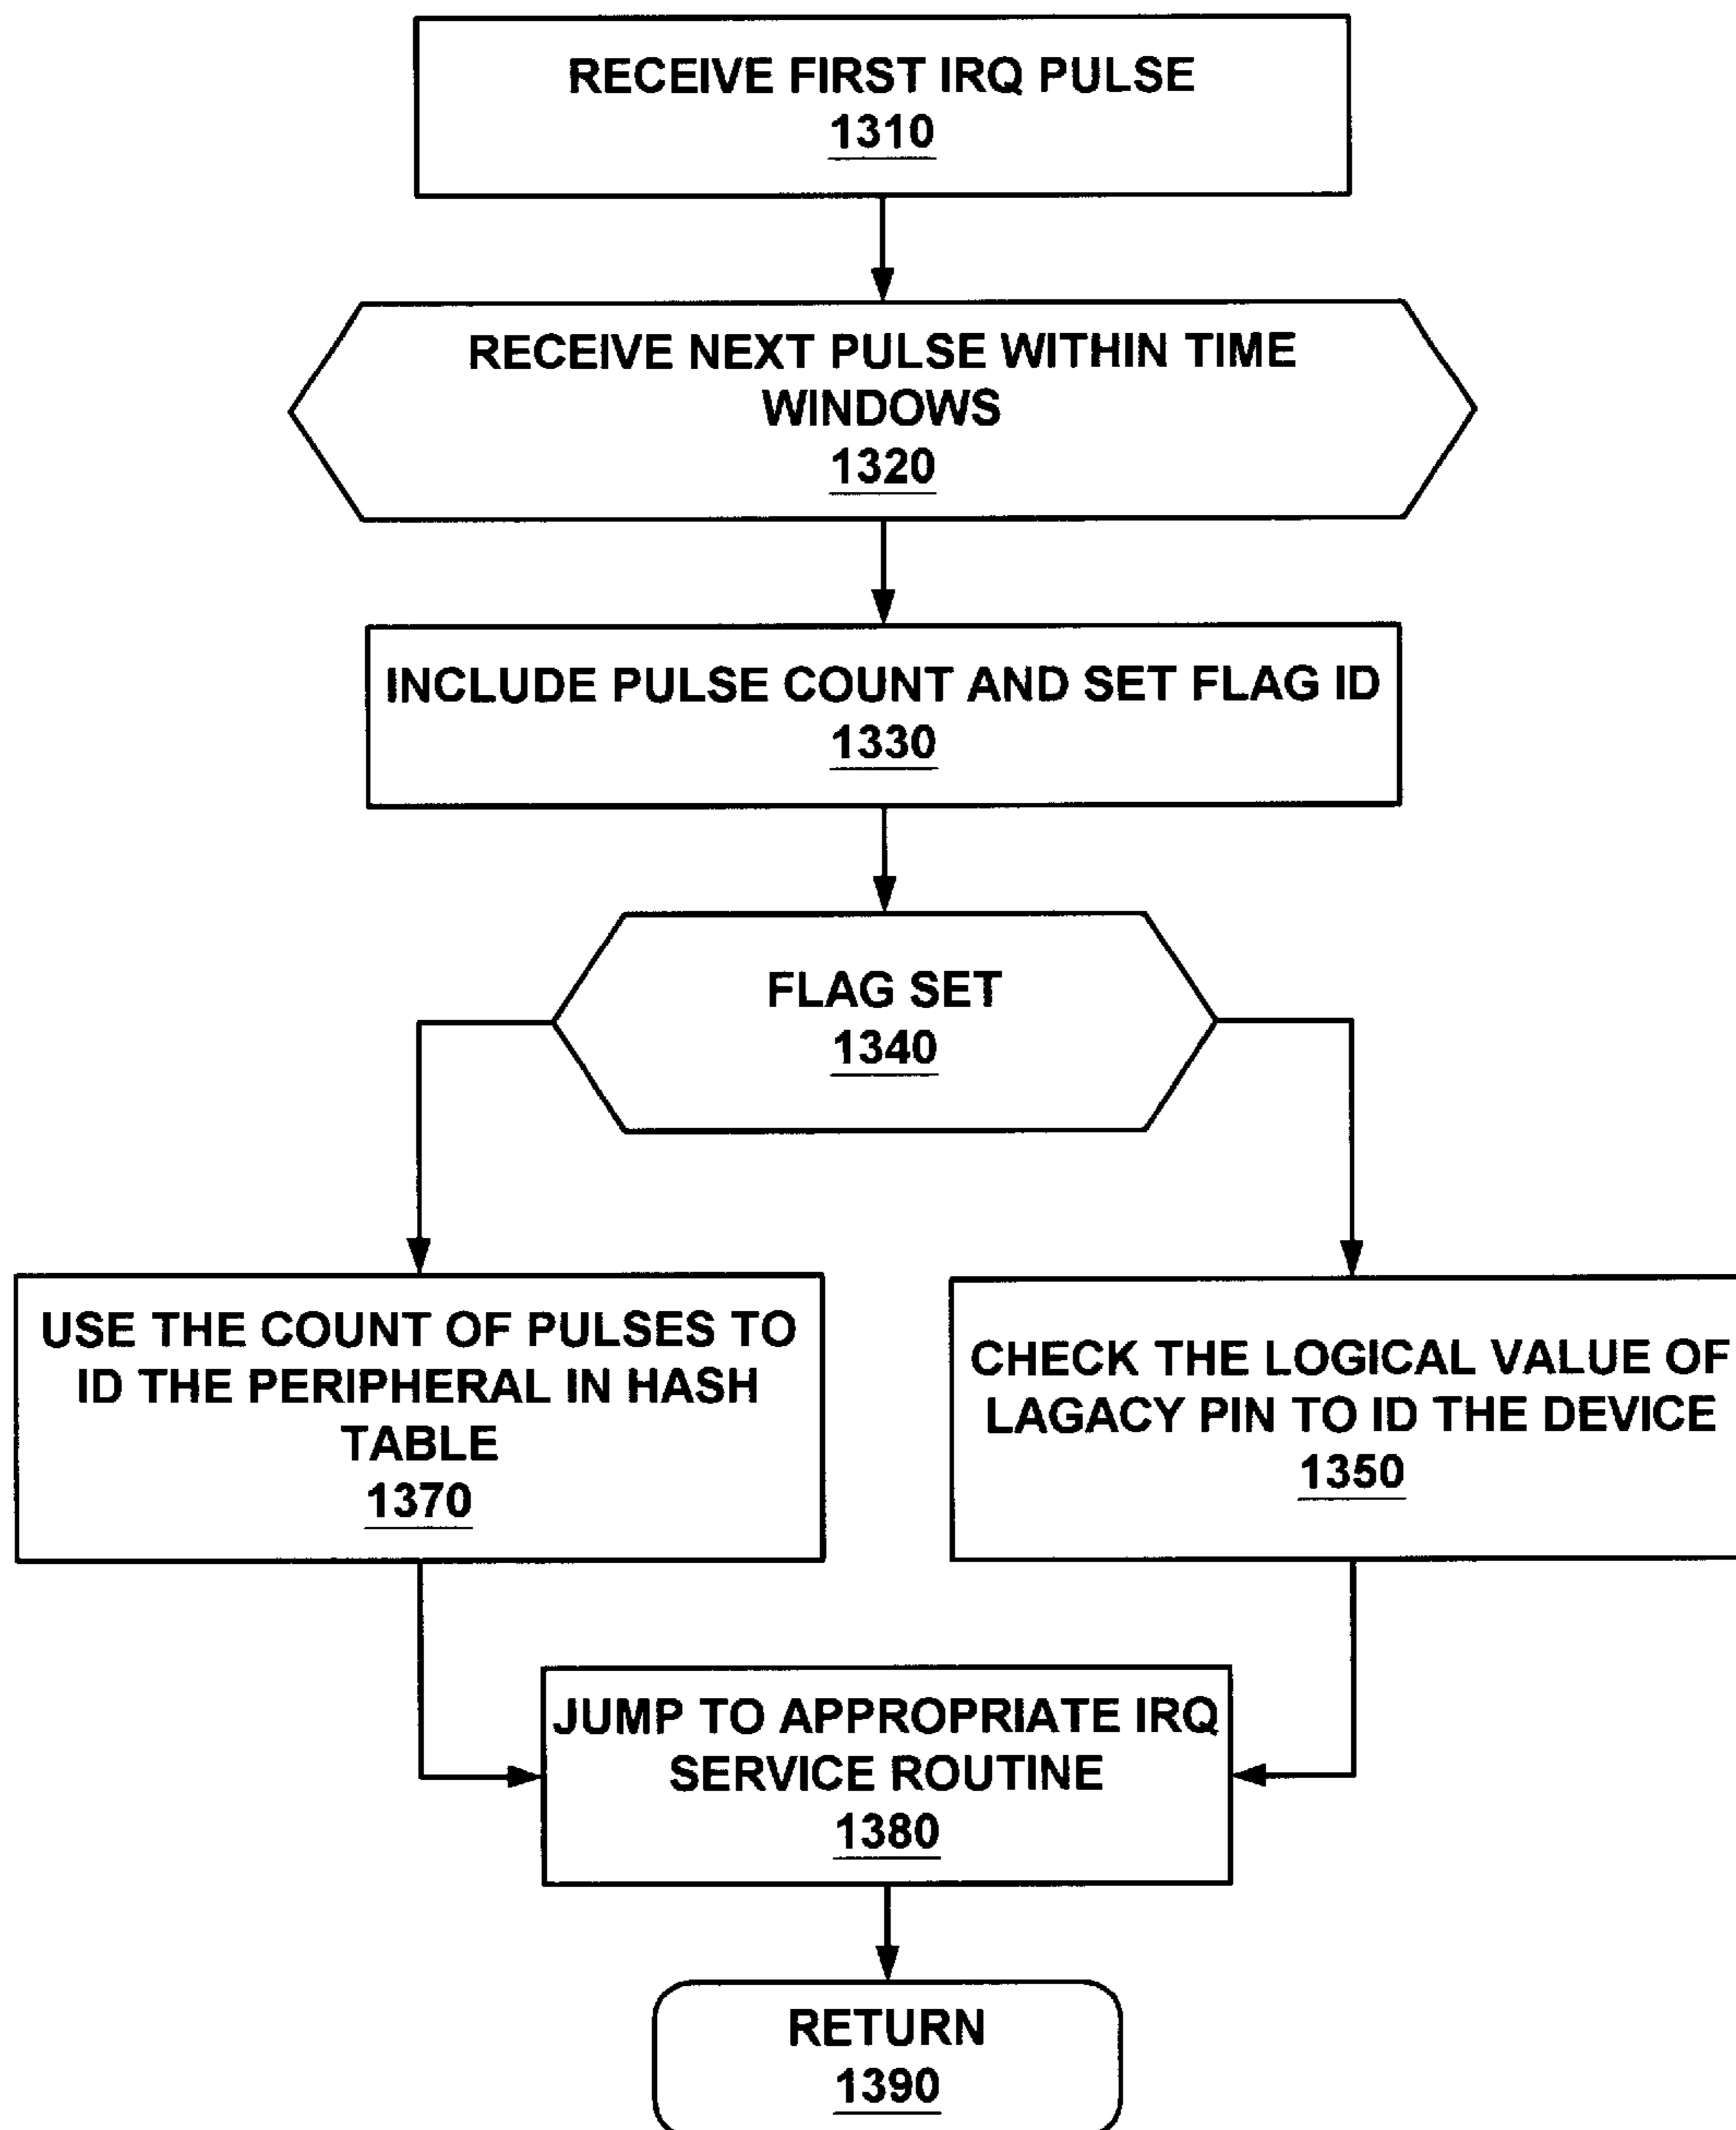 RECEIVE FIRST IRQ PULSE
1310
RECEIVE NEXT PULSE WITHIN TIME
WINDOWS
1320
INCLUDE PULSE COUNT AND SET FLAG ID
1330
FLAG SET
1340
USE THE COUNT OF PULSES TO
ID THE PERIPHERAL IN HASH
TABLE
1370
CHECK THE LOGICAL VALUE OF
LAGACY PIN TO ID THE DEVICE
1350
JUMP TO APPROPRIATE IRQ
SERVICE ROUTINE
1380
RETURN
1390